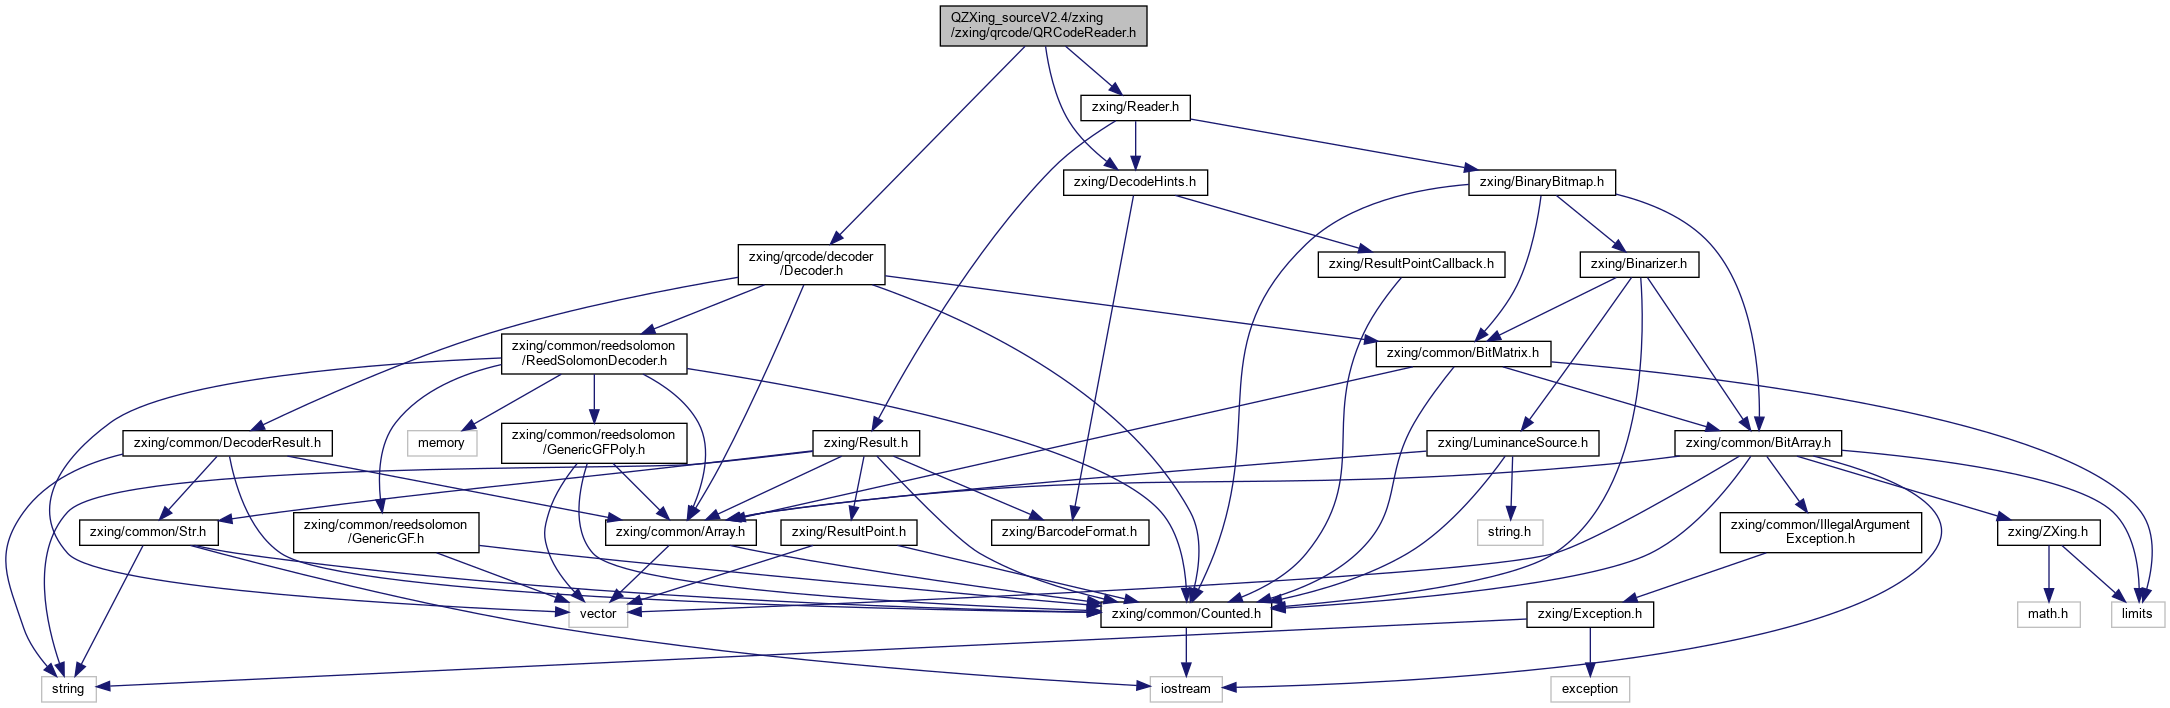 QZXing_sourceV2.4/zxing
/zxing/qrcode/QRCodeReader.h
zxing/Reader.h
zxing/DecodeHints.h
zxing/BinaryBitmap.h
zxing/qrcode/decoder
/Decoder.h
zxing/ResultPointCallback.h
zxing/Binarizer.h
zxing/common/reedsolomon
/ReedSolomonDecoder.h
zxing/common/BitMatrix.h
zxing/common/DecoderResult.h
memory
zxing/common/reedsolomon
/GenericGFPoly.h
zxing/Result.h
zxing/LuminanceSource.h
zxing/common/BitArray.h
zxing/common/Str.h
zxing/common/reedsolomon
/GenericGF.h
zxing/common/Array.h
zxing/ResultPoint.h
zxing/BarcodeFormat.h
string.h
zxing/common/IllegalArgument
Exception.h
zxing/ZXing.h
vector
zxing/common/Counted.h
zxing/Exception.h
math.h
limits
string
iostream
exception